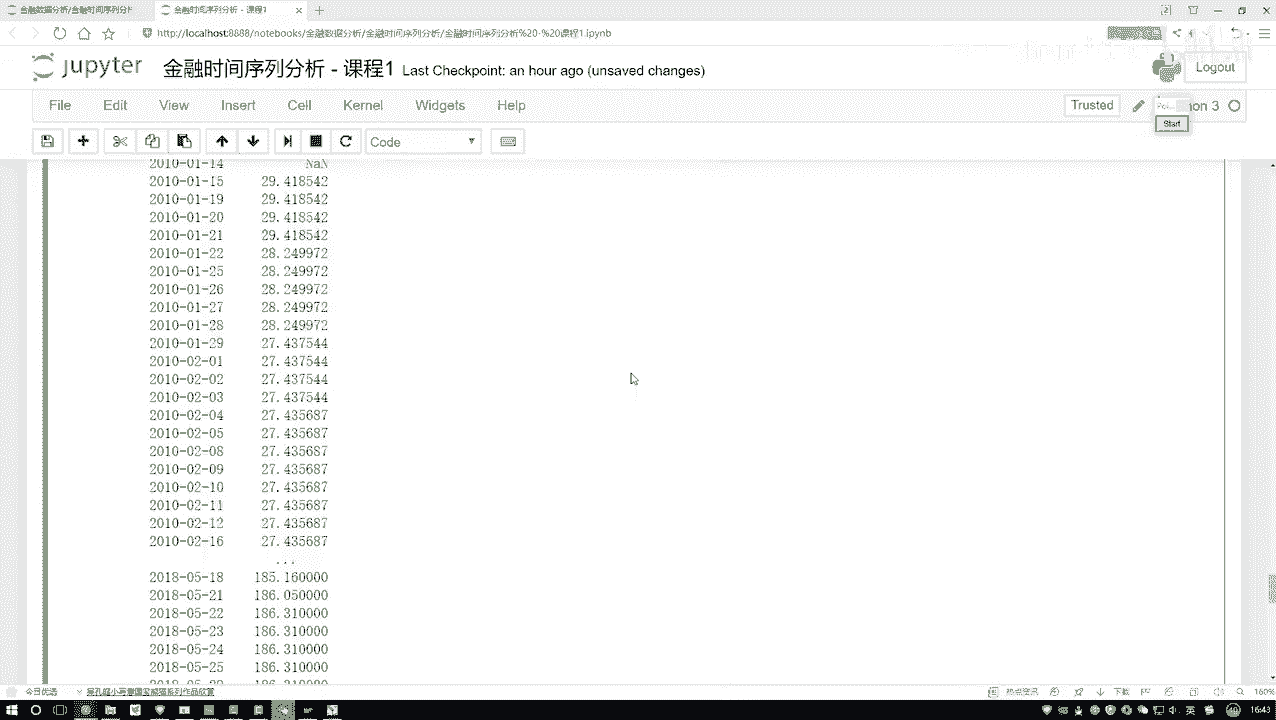 金融数据分析/金融时间序列分析
金融时间序列分析 - 课程1
http://localhost:8888/notebooks/金融数据分析/金融时间序列分析/金融时间序列分析%20-%20课程1.ipynb
jupyter 金融时间序列分析 - 课程1 Last Checkpoint: an hour ago (unsaved changes)
Logout
File Edit View Insert Cell Kernel Widgets Help
Trusted
Start
Code
2010-01-14 NaN
2010-01-15 29.418542
2010-01-19 29.418542
2010-01-20 29.418542
2010-01-21 29.418542
2010-01-22 28.249972
2010-01-25 28.249972
2010-01-26 28.249972
2010-01-27 28.249972
2010-01-28 28.249972
2010-01-29 27.437544
2010-02-01 27.437544
2010-02-02 27.437544
2010-02-03 27.437544
2010-02-04 27.435687
2010-02-05 27.435687
2010-02-08 27.435687
2010-02-09 27.435687
2010-02-10 27.435687
2010-02-11 27.435687
2010-02-12 27.435687
2010-02-16 27.435687
...
2018-05-18 185.160000
2018-05-21 186.050000
2018-05-22 186.310000
2018-05-23 186.310000
2018-05-24 186.310000
2018-05-25 186.310000
今日优选
热点资讯
下载
160%
英
16:43